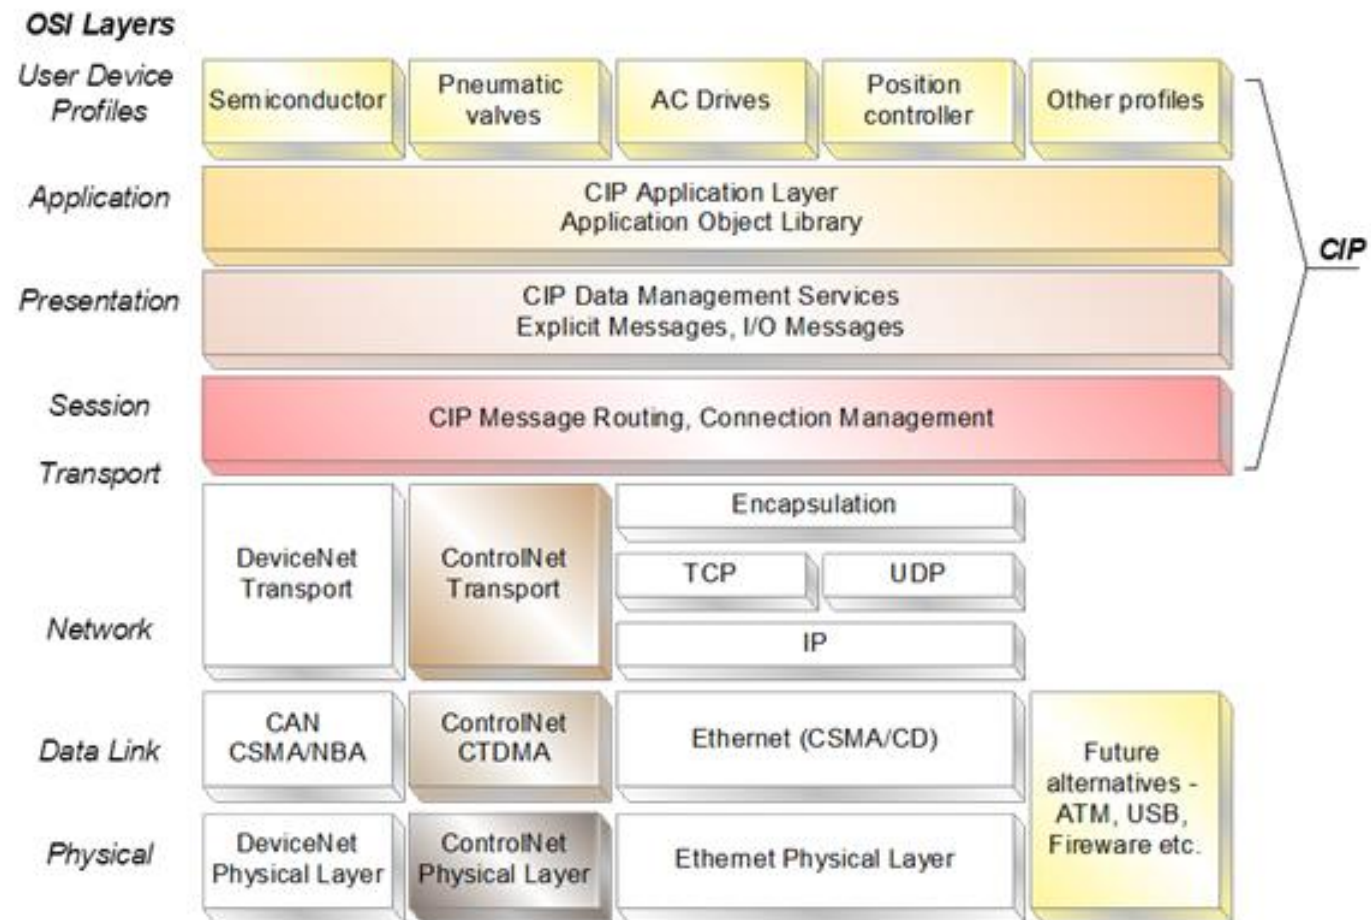 OSI Layers
User Device
Profiles
Semiconductor
Pneumatic
valves
AC Drives
Position
controller
Other profiles
Application
CIP Application Layer
Application Object Library
CIP
Presentation
CIP Data Management Services
Explicit Messages, I/O Messages
Session
CIP Message Routing, Connection Management
Transport
DeviceNet
Transport
ControlNet
Transport
Encapsulation
TCP
UDP
Network
IP
Data Link
CAN
CSMA/NBA
ControlNet
CTDMA
Ethernet (CSMA/CD)
Future
alternatives -
ATM, USB,
Fireware etc.
Physical
DeviceNet
Physical Layer
ControlNet
Physical Layer
Ethernet Physical Layer